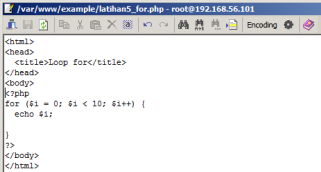 /var/www/example/latihan5_for.php - root@192.168.56.101
Encoding
<html>
<head>
  <title>Loop for</title>
</head>
<body>
<?php
for ($i = 0; $i < 10; $i++) {
  echo $i;

}
?>
</body>
</html>